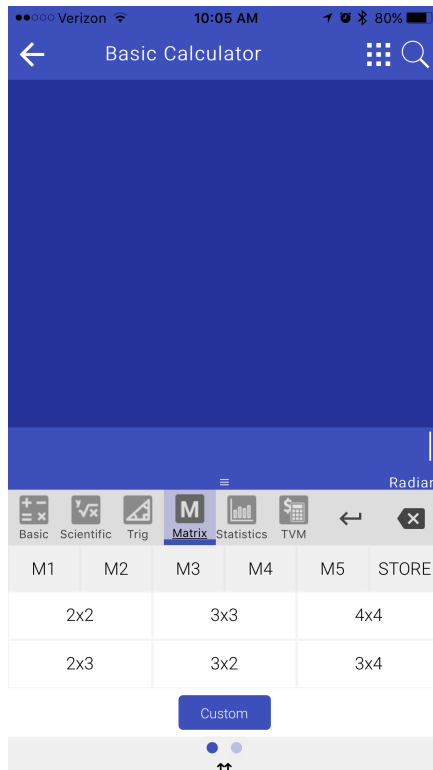 Verizon 10:05 AM 80%
Basic Calculator
Radian
Basic Scientific Trig Matrix Statistics TVM
M1 M2 M3 M4 M5 STORE
2x2 3x3 4x4
2x3 3x2 3x4
Custom